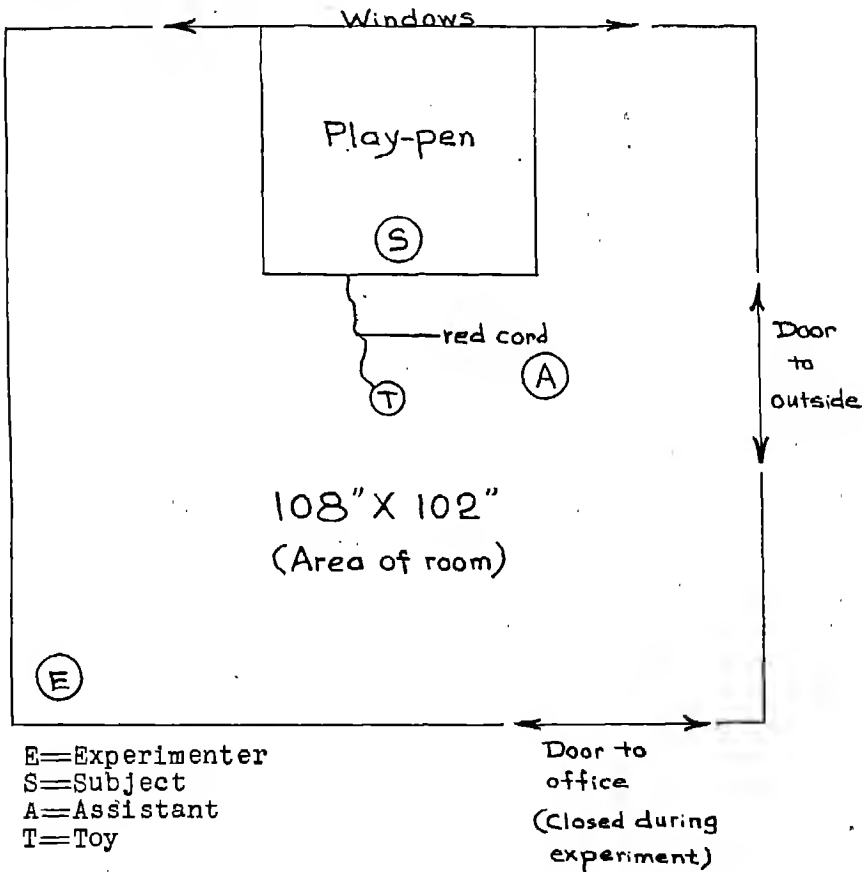 Windows
Play-pen
S
red cord
A
T
Door
to
outside
108" X 102"
(Area of room)
E
E==Experimenter
S==Subject
A==Assistant
T==Toy
Door to
office
(Closed during
experiment)